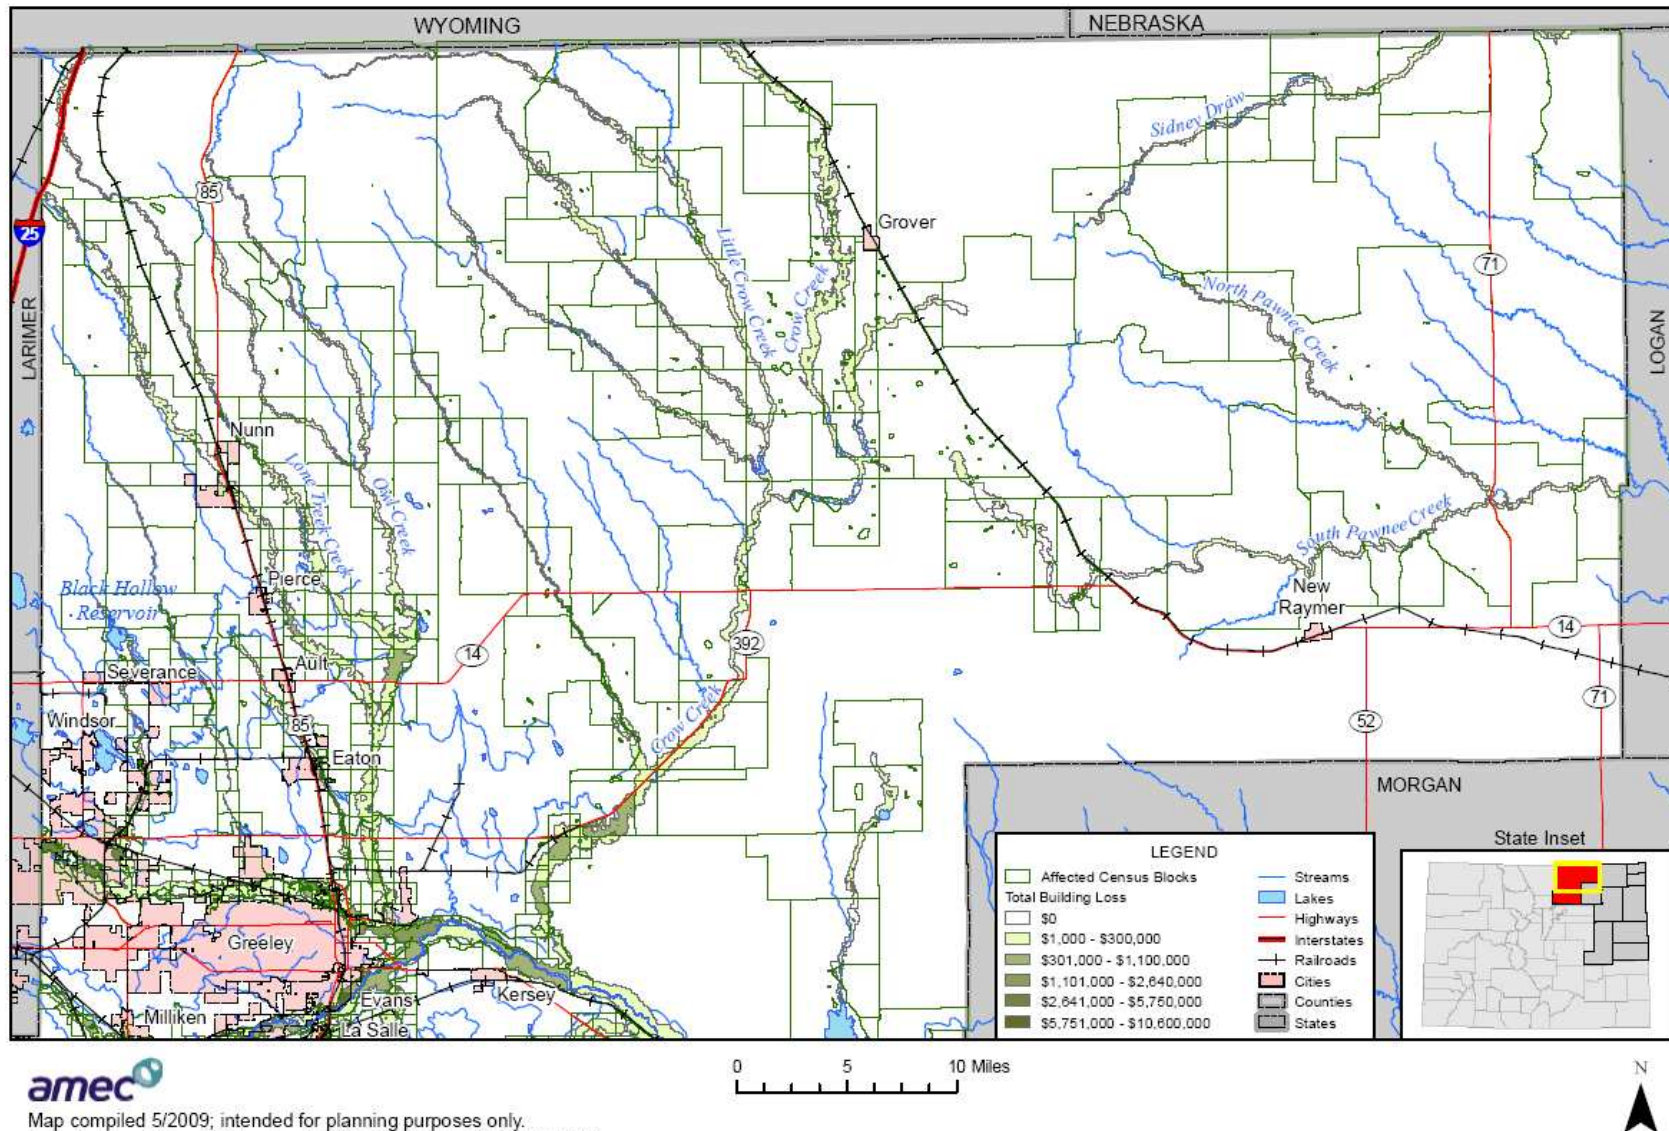 WYOMING
NEBRASKA
Sidney Draw
85
25
Grover
71
LARIMER
Little Crow Creek
Crow Creek
North Pawnee Creek
LOGAN
Nunn
Lone Tree Creek
Owl Creek
South Pawnee Creek
Pierce
Black Hollow
Reservoir
New
Raymer
14
392
14
Ault
Severance
71
Windsor
85
Crow Creek
52
Eaton
MORGAN
Greeley
Evans
Kersey
Milliken
La Salle
LEGEND
Affected Census Blocks
Total Building Loss
$0
$1,000 - $300,000
$301,000 - $1,100,000
$1,101,000 - $2,640,000
$2,641,000 - $5,750,000
$5,751,000 - $10,600,000
Streams
Lakes
Highways
Interstates
Railroads
Cities
Counties
States
State Inset
amec
0 5 10 Miles
N
Map compiled 5/2009; intended for planning purposes only.